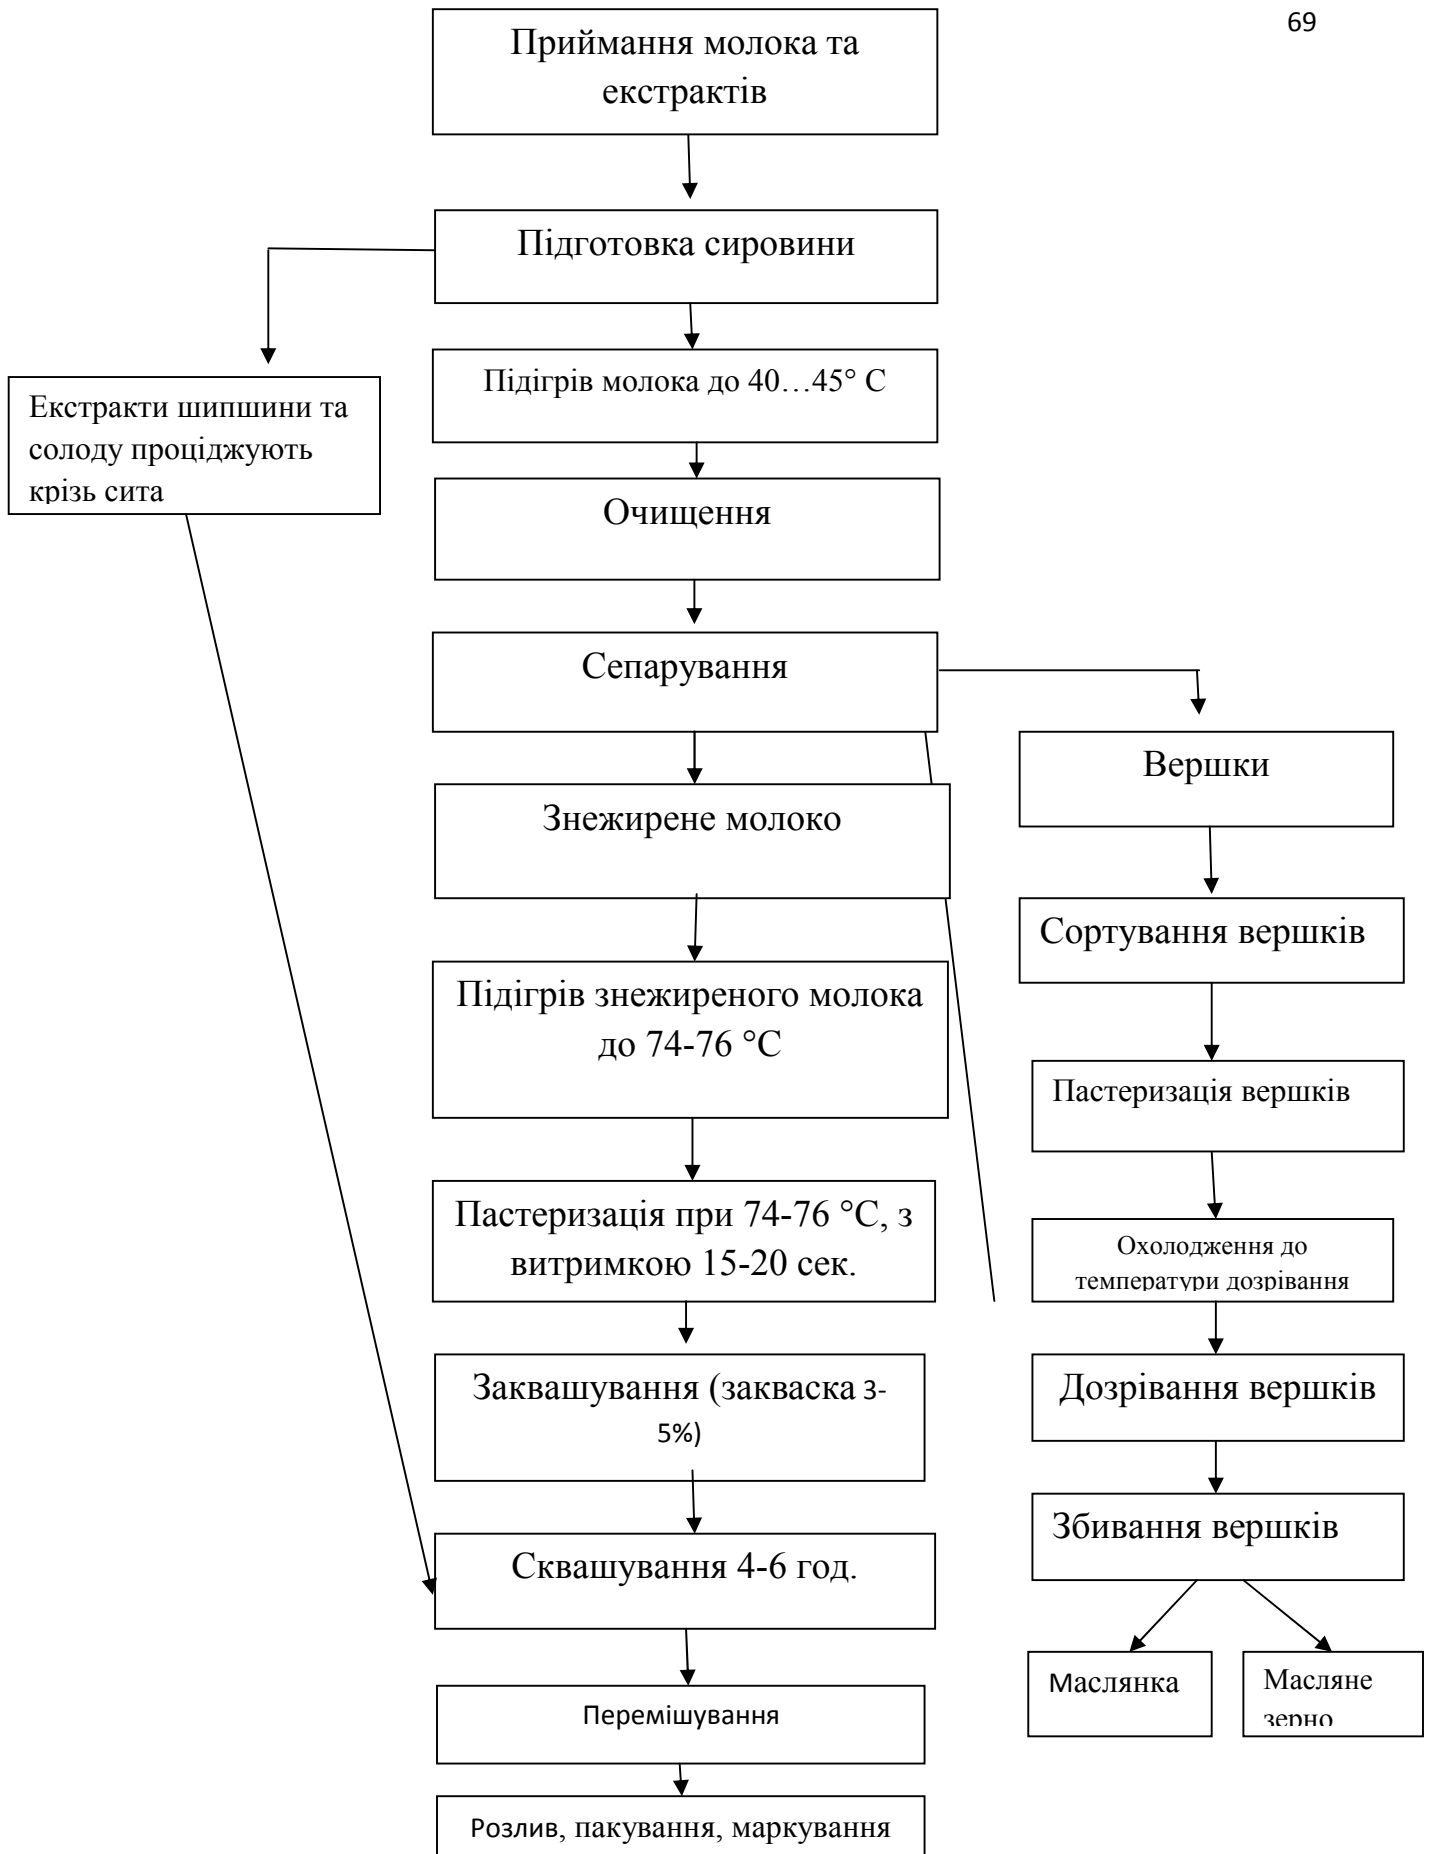 69
Приймання молока та
екстрактів
Підготовка сировини
Підігрів молока до 40…45° С
Екстракти шипшини та
солоду проціджують
крізь сита
Очищення
Сепарування
Вершки
Знежирене молоко
Сортування вершків
Підігрів знежиреного молока
до 74-76 °С
Пастеризація вершків
Пастеризація при 74-76 °С, з
витримкою 15-20 сек.
Охолодження до
температури дозрівання
Заквашування (закваска 3-
5%)
Дозрівання вершків
Збивання вершків
Сквашування 4-6 год.
Маслянка
Масляне
зерно
Перемішування
Розлив, пакування, маркування